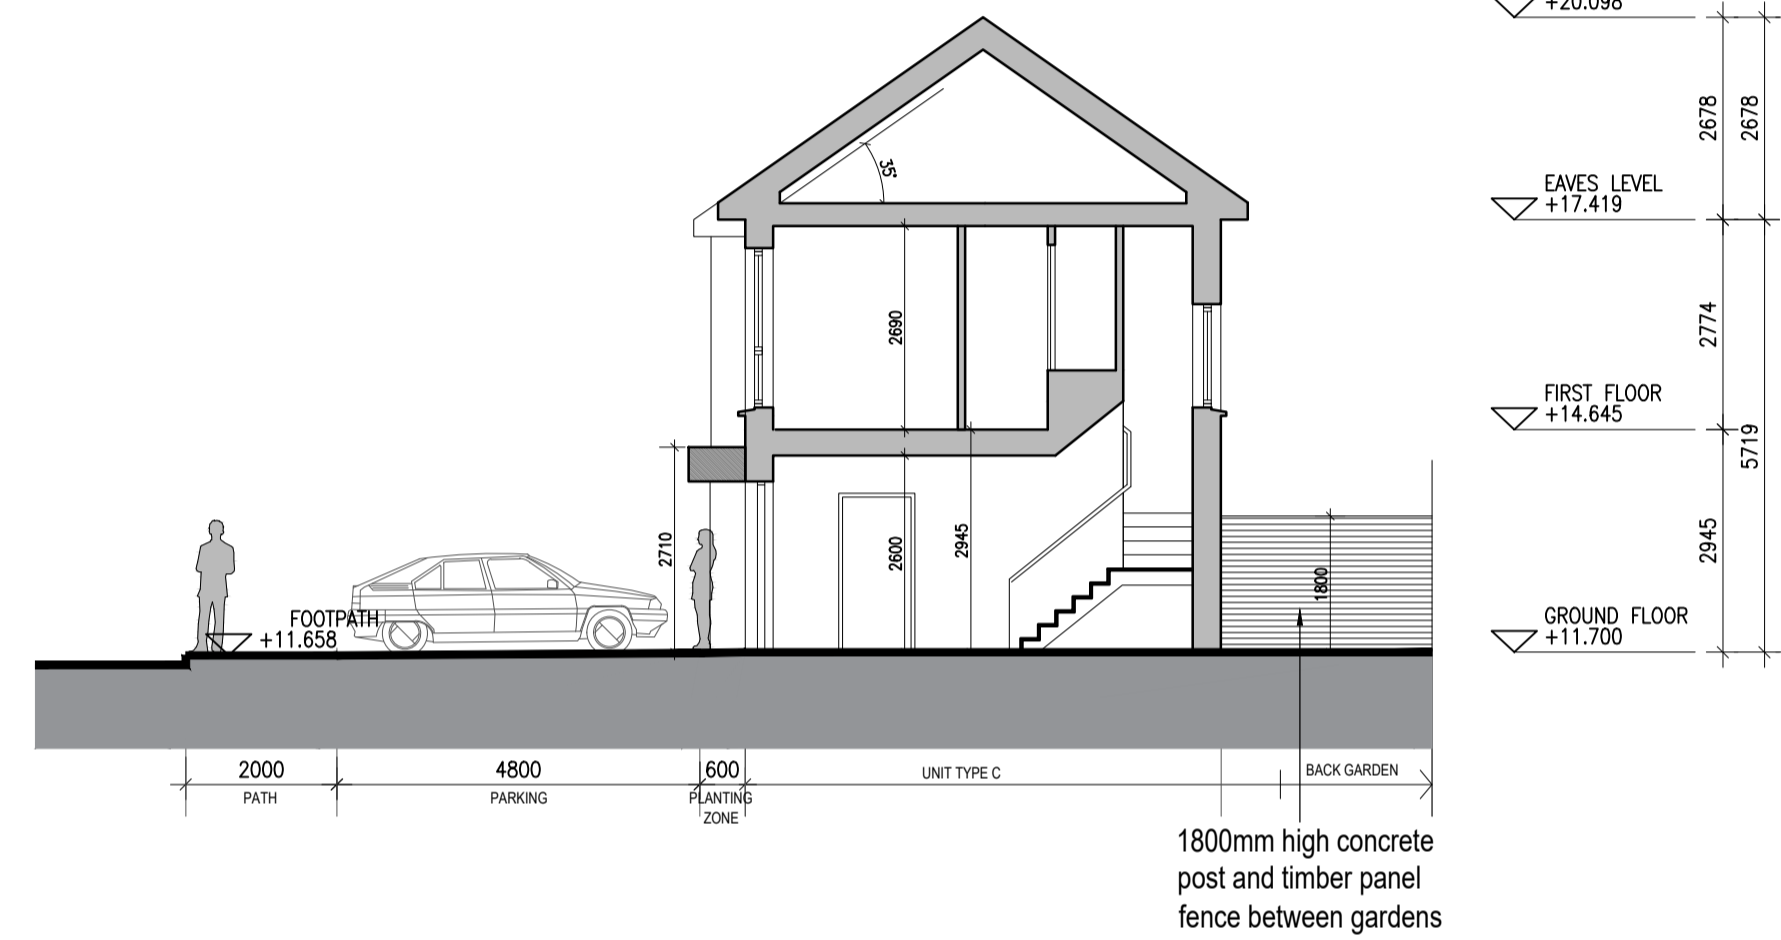 +20.098
2678
2678
35°
EAVES LEVEL
+17.419
2690
2774
FIRST FLOOR
+14.645
5719
2710
2600
2945
1800
2945
FOOTPATH
+11.658
GROUND FLOOR
+11.700
2000
4800
600
UNIT TYPE C
BACK GARDEN
PATH
PARKING
PLANTING
ZONE
1800mm high concrete
post and timber panel
fence between gardens